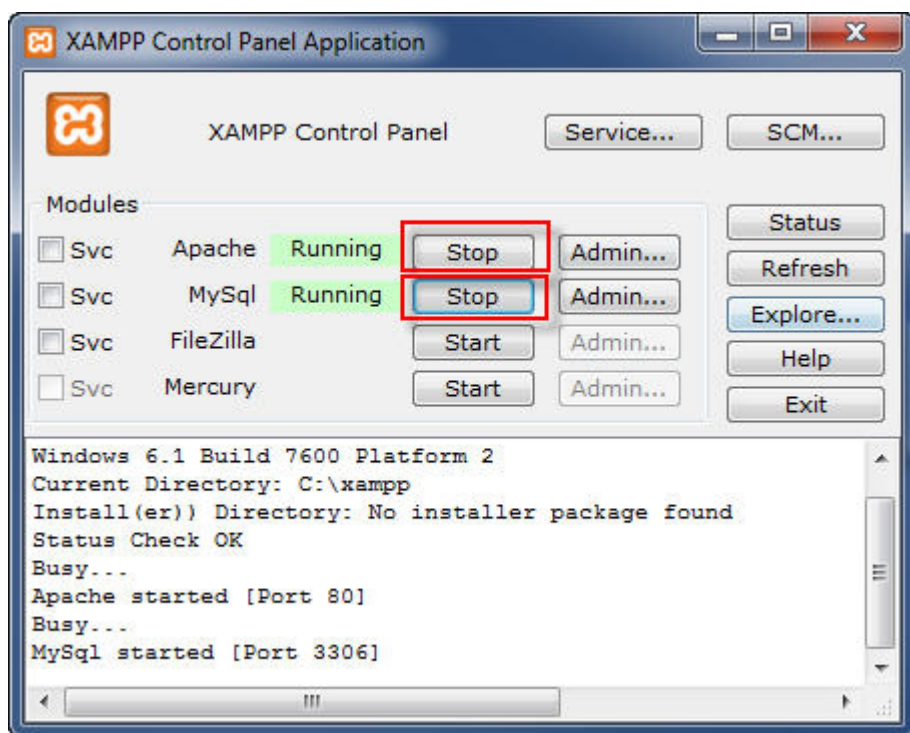 XAMPP Control Panel Application
XAMPP Control Panel Service... SCM...
Modules
Status
Svc Apache Running Stop Admin...
Refresh
Svc MySql Running Stop Admin...
Explore...
Svc FileZilla Start Admin...
Help
Svc Mercury Start Admin...
Exit
Windows 6.1 Build 7600 Platform 2
Current Directory: C:\xampp
Install(er)) Directory: No installer package found
Status Check OK
Busy...
Apache started [Port 80]
Busy...
MySql started [Port 3306]